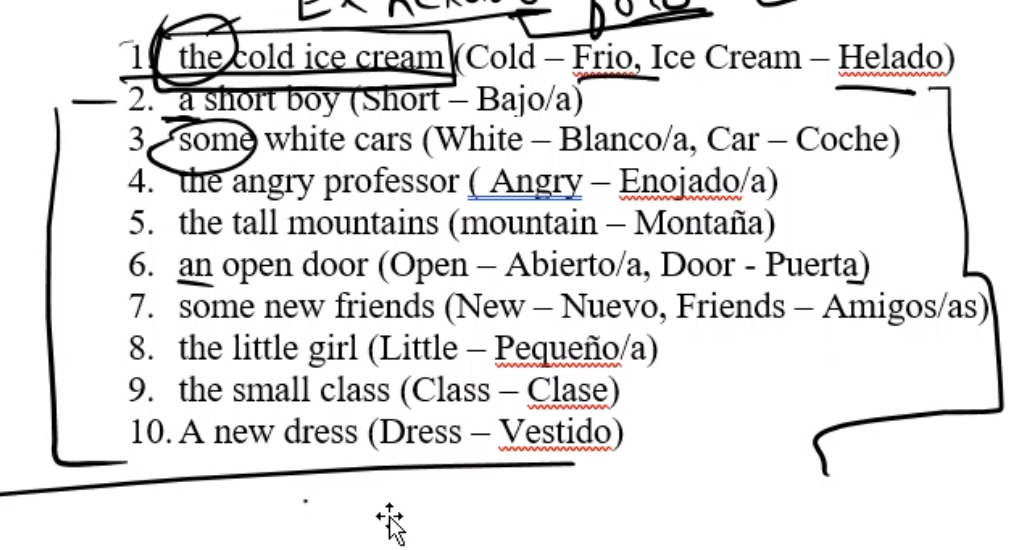 1. the cold ice cream (Cold – Frio, Ice Cream – Helado)
2. a short boy (Short – Bajo/a)
3. some white cars (White – Blanco/a, Car – Coche)
4. the angry professor ( Angry – Enojado/a)
5. the tall mountains (mountain – Montaña)
6. an open door (Open – Abierto/a, Door - Puerta)
7. some new friends (New – Nuevo, Friends – Amigos/as)
8. the little girl (Little – Pequeño/a)
9. the small class (Class – Clase)
10. A new dress (Dress – Vestido)